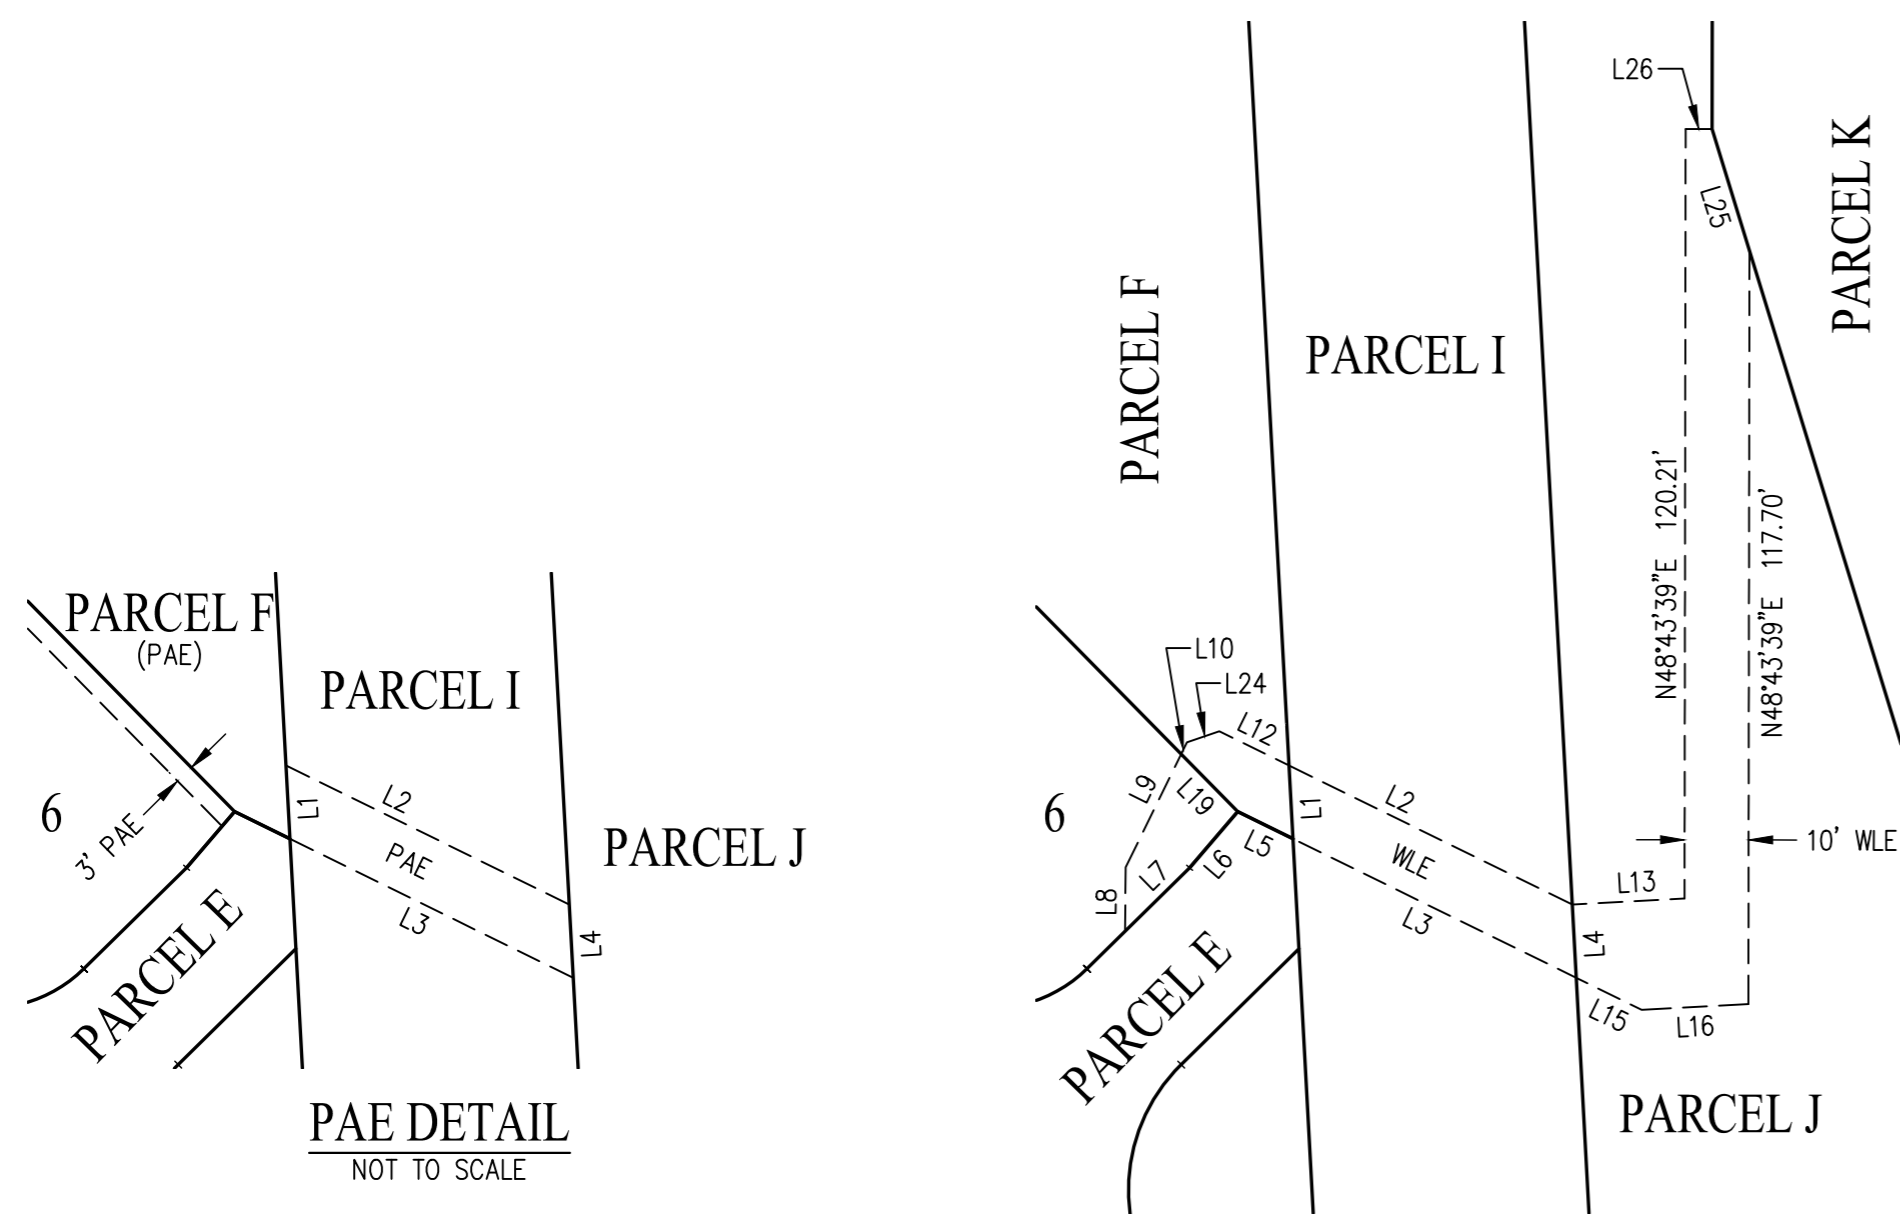 PARCEL F
(PAE)
PARCEL I
6
3' PAE
L1
L2
PAE
L3
PARCEL J
L4
PARCEL E
PAE DETAIL
NOT TO SCALE
L26
L25
PARCEL K
PARCEL F
PARCEL I
N48°43'39"E 120.21'
N48°43'39"E 117.70'
L10
L24
L12
L9
L19
6
L1
L2
10' WLE
L5
WLE
L6
L7
L8
L13
L3
L4
PARCEL E
L15
L16
PARCEL J